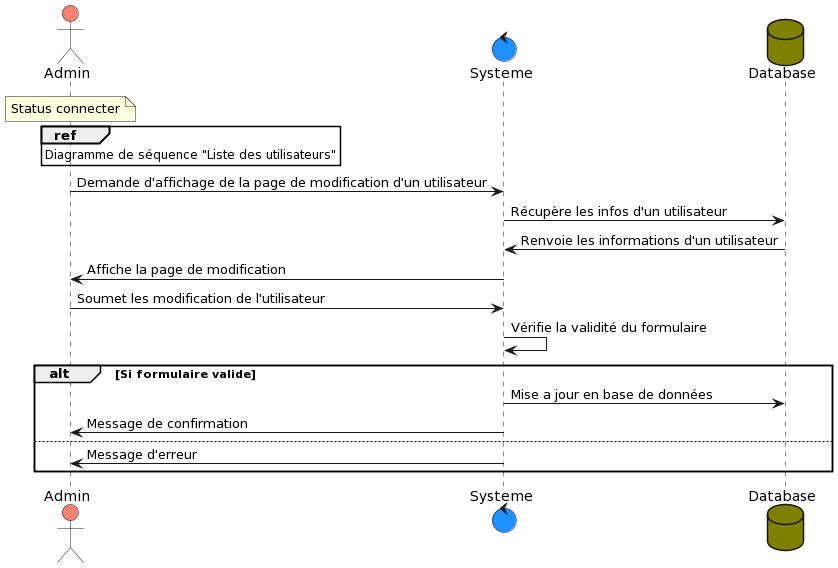 Admin
Systeme
Database
Status connecter
ref
Diagramme de séquence "Liste des utilisateurs"
Demande d'affichage de la page de modification d'un utilisateur
Récupère les infos d'un utilisateur
Renvoie les informations d'un utilisateur
Affiche la page de modification
Soumet les modification de l'utilisateur
Vérifie la validité du formulaire
alt [Si formulaire valide]
Mise a jour en base de données
Message de confirmation
Message d'erreur
Admin
Systeme
Database